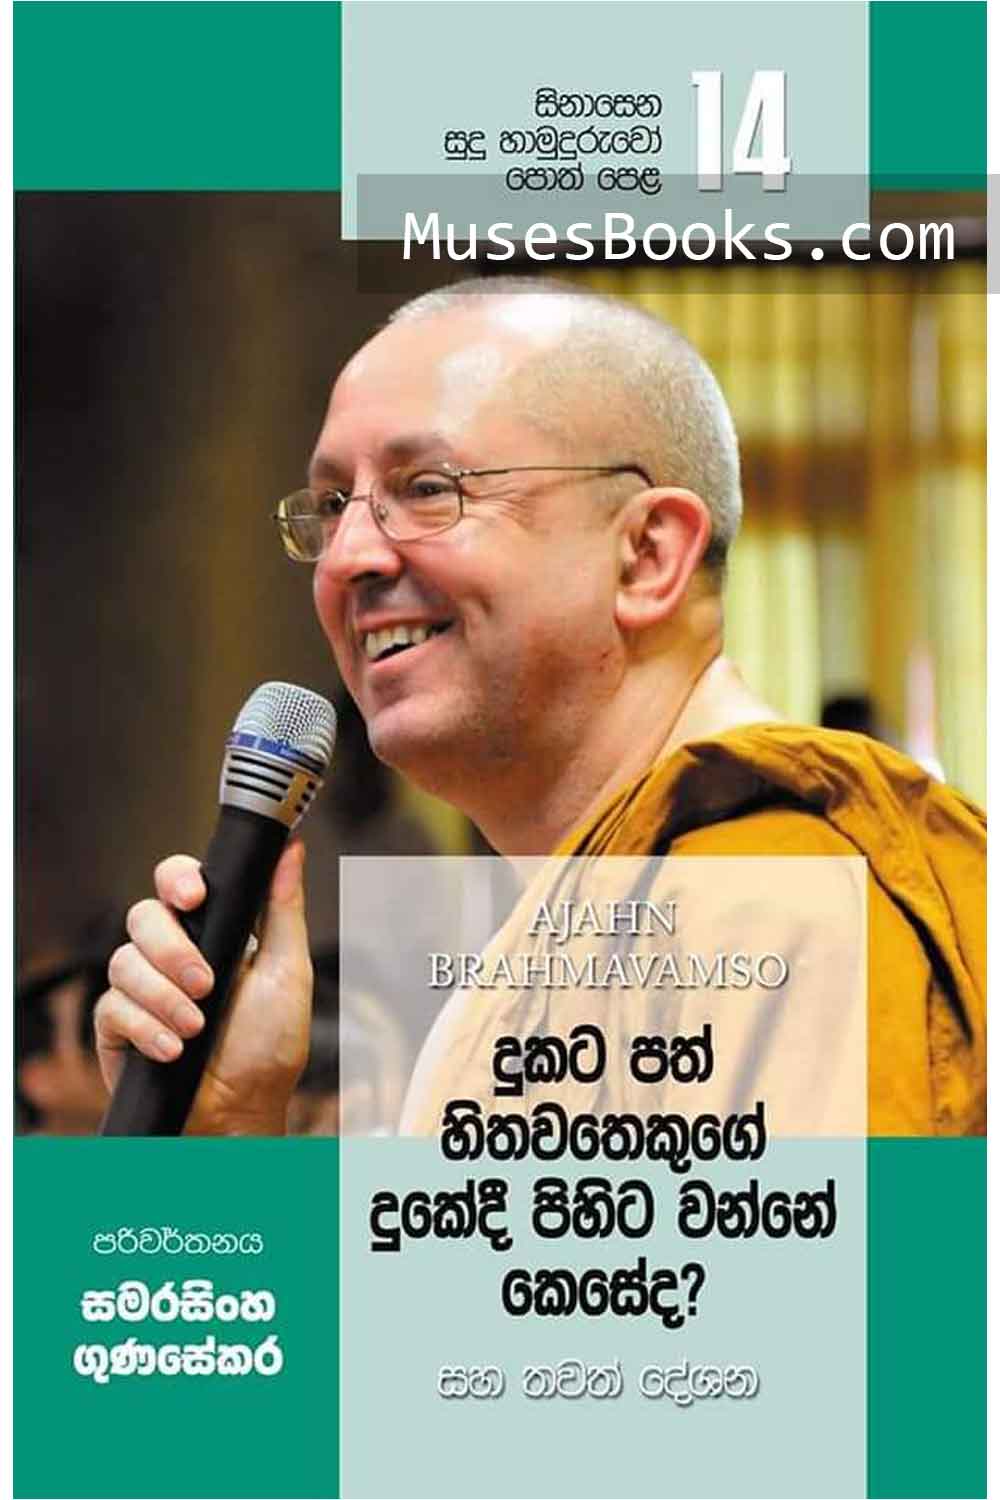 සිනාසෙන
සුදු හාමුදුරුවෝ
පොත් පෙළ
14
MusesBooks.com
AJAHN
BRAHMAVAMSO
දුකට පත්
හිතවතෙකුගේ
දුකේදී පිහිට වන්නේ
කෙසේද?
සහ තවත් දේශන
පරිවර්තනය
සමරසිංහ
ගුණසේකර